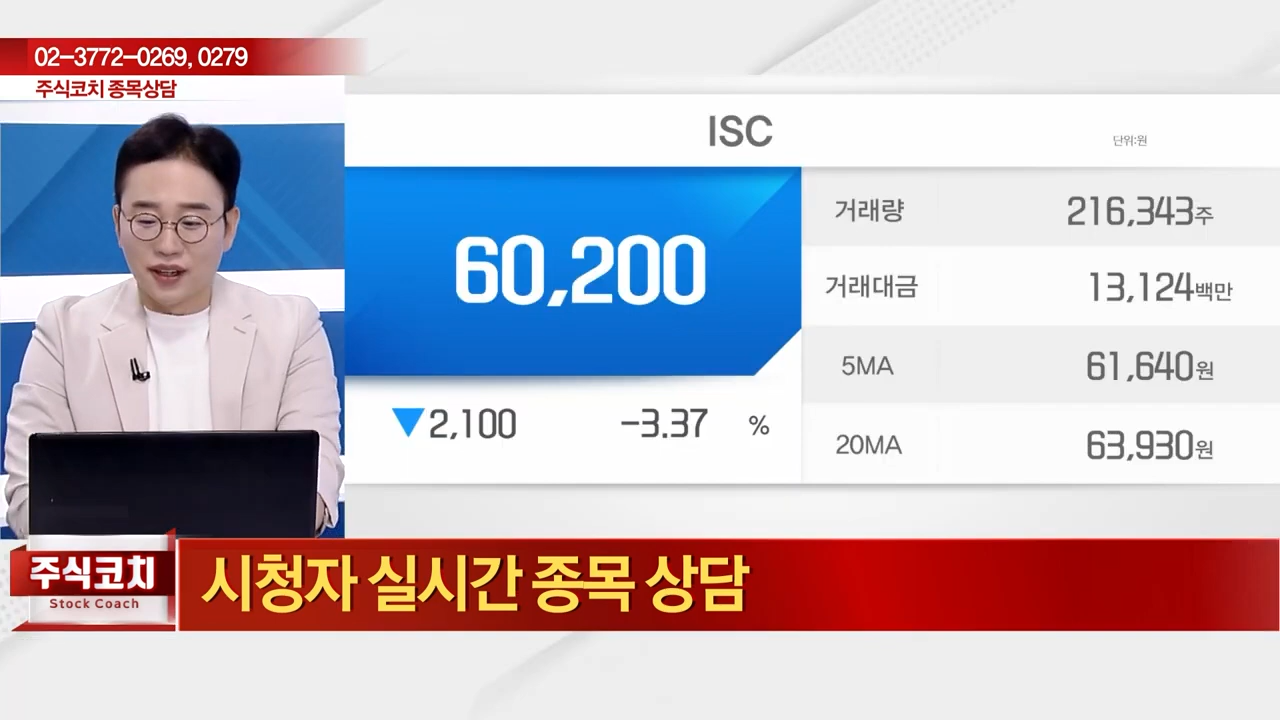 02-3772-0269, 0279
주식코치 종목상담
ISC
단위:원
60,200
▼2,100 -3.37 %
거래량 216,343주
거래대금 13,124백만
5MA 61,640원
20MA 63,930원
주식코치
Stock Coach
시청자 실시간 종목 상담